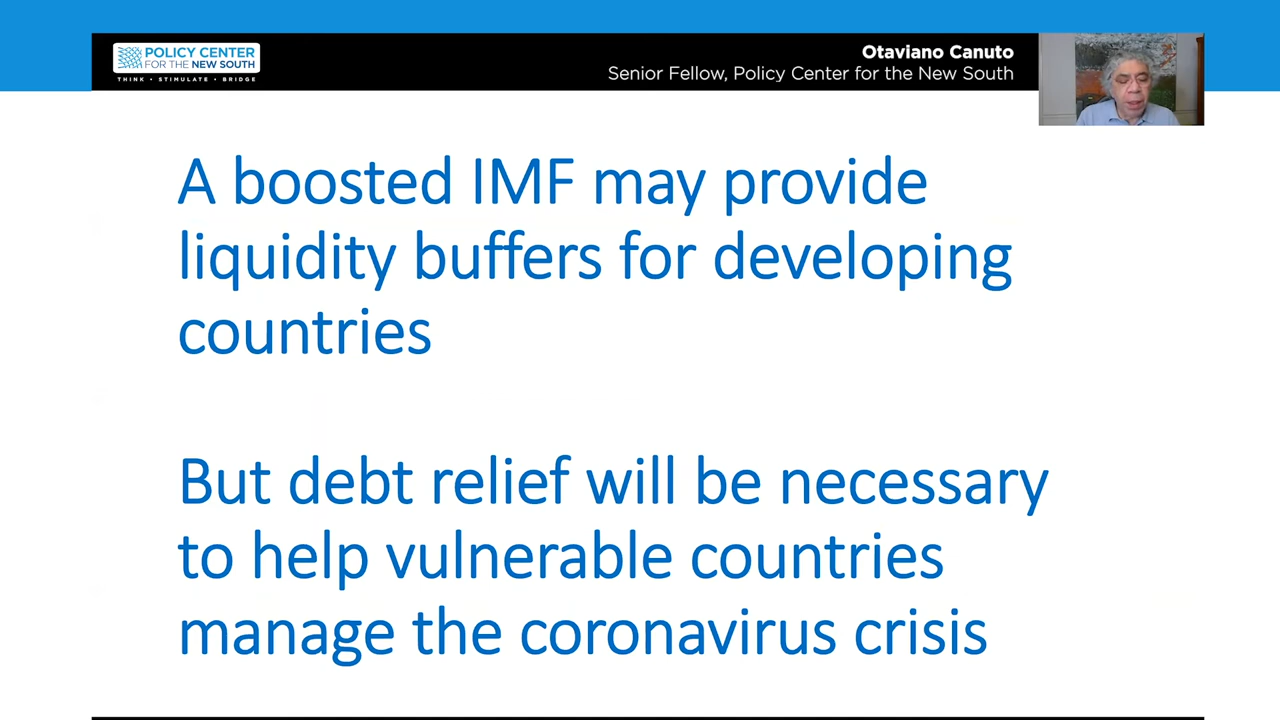 POLICY CENTER
FOR THE NEW SOUTH
THINK • STIMULATE • BRIDGE
Otaviano Canuto
Senior Fellow, Policy Center for the New South
A boosted IMF may provide
liquidity buffers for developing
countries
But debt relief will be necessary
to help vulnerable countries
manage the coronavirus crisis